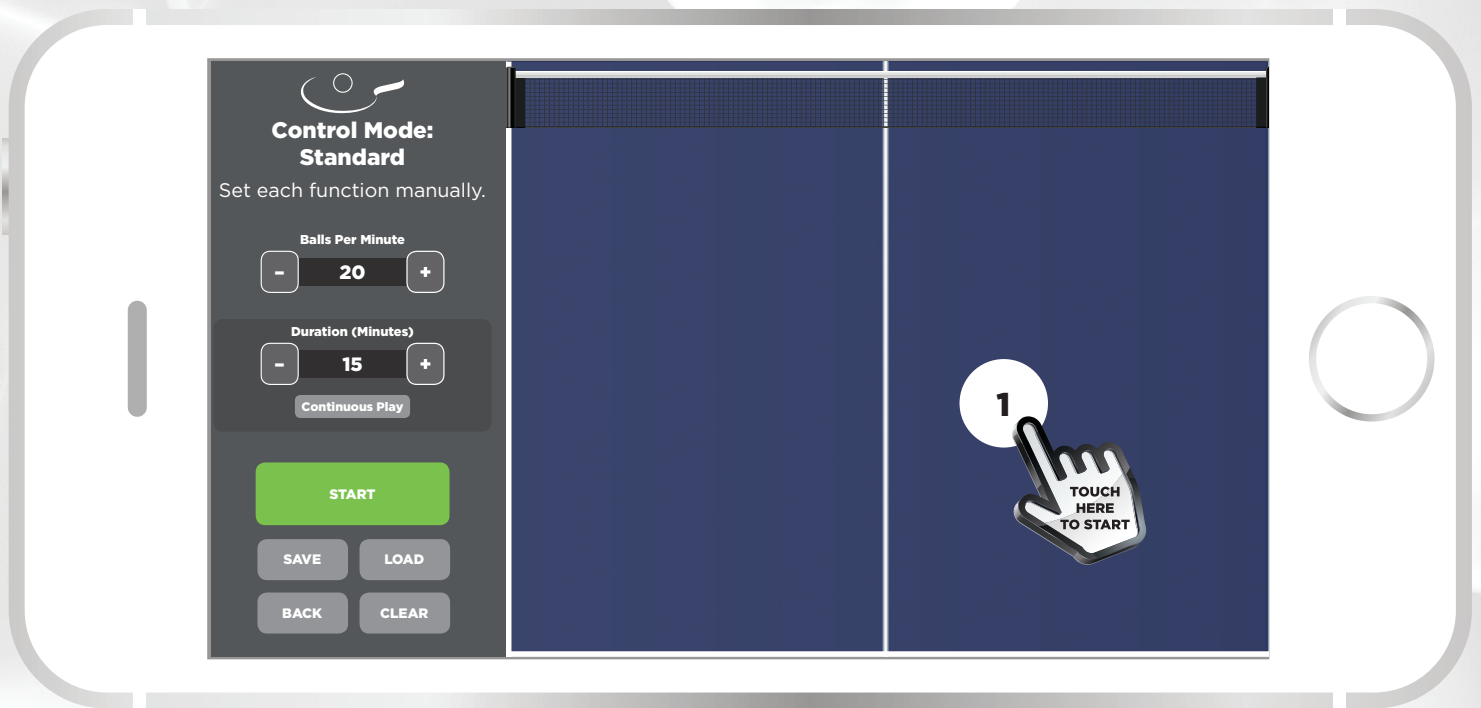 Control Mode:
Standard
Set each function manually.
Balls Per Minute
- 20 +
Duration (Minutes)
- 15 +
Continuous Play
START
SAVE LOAD
BACK CLEAR
1
TOUCH
HERE
TO START